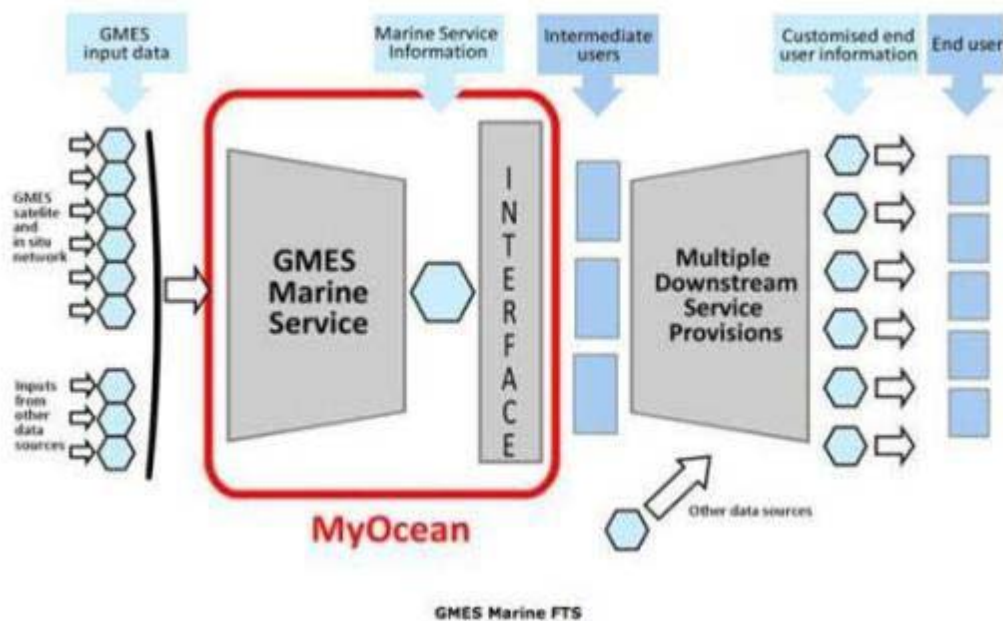 GMES
input data
Marine Service
Information
Intermediate
users
Customised end
user information
End user
GMES
satelite
and
in situ
network
Inputs
from
other
data
sources
GMES
Marine
Service
INTERFACE
Multiple
Downstream
Service
Provisions
Other data sources
MyOcean
GMES Marine FTS